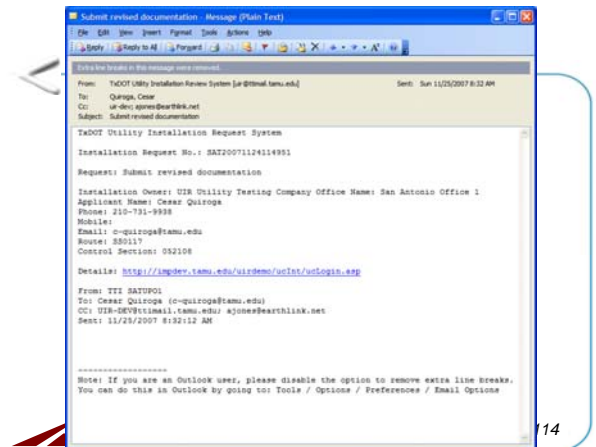 Submit revised documentation - Message (Plain Text)
File Edit View Insert Format Tools Actions Help
Reply Reply to All Forward
Extra line breaks in this message were removed.
From: TxDOT Utility Installation Review System [uir@ttimail.tamu.edu] Sent: Sun 11/25/2007 8:32 AM
To: Quiroga, Cesar
Cc: uir-dev; ajones@earthlink.net
Subject: Submit revised documentation
TxDOT Utility Installation Request System
Installation Request No.: SAT20071124114951
Request: Submit revised documentation
Installation Owner: UIR Utility Testing Company Office Name: San Antonio Office 1
Applicant Name: Cesar Quiroga
Phone: 210-731-9938
Mobile:
Email: c-quiroga@tamu.edu
Route: SS0117
Control Section: 052106
Details: http://impdev.tamu.edu/uirdemo/ucInt/ucLogin.asp
From: TTI SATUPO1
To: Cesar Quiroga (c-quiroga@tamu.edu)
CC: UIR-DEV@ttimail.tamu.edu; ajones@earthlink.net
Sent: 11/25/2007 8:32:12 AM
------------------
Note: If you are an Outlook user, please disable the option to remove extra line breaks.
You can do this in Outlook by going to: Tools / Options / Preferences / Email Options
114